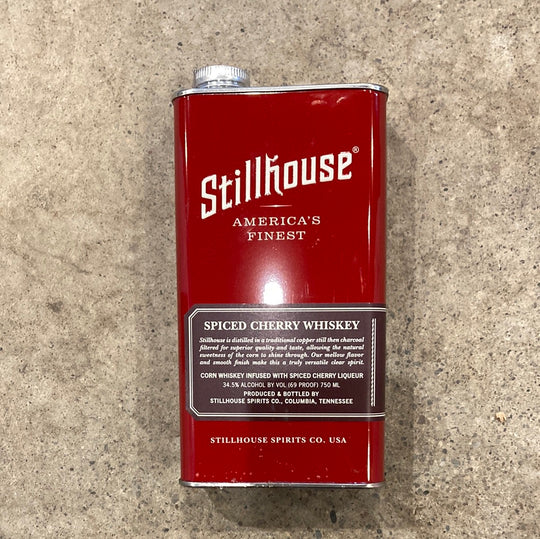 Stillhouse®
AMERICA'S
FINEST
SPICED CHERRY WHISKEY
Stillhouse is distilled in a traditional copper still then charcoal
filtered for superior quality and taste, allowing the natural
sweetness of the corn to shine through. Our mellow flavor
and smooth finish make this a truly versatile clear spirit.
CORN WHISKEY INFUSED WITH SPICED CHERRY LIQUEUR
34.5% ALCOHOL BY VOL (69 PROOF) 750 ML
PRODUCED & BOTTLED BY
STILLHOUSE SPIRITS CO., COLUMBIA, TENNESSEE
STILLHOUSE SPIRITS CO. USA